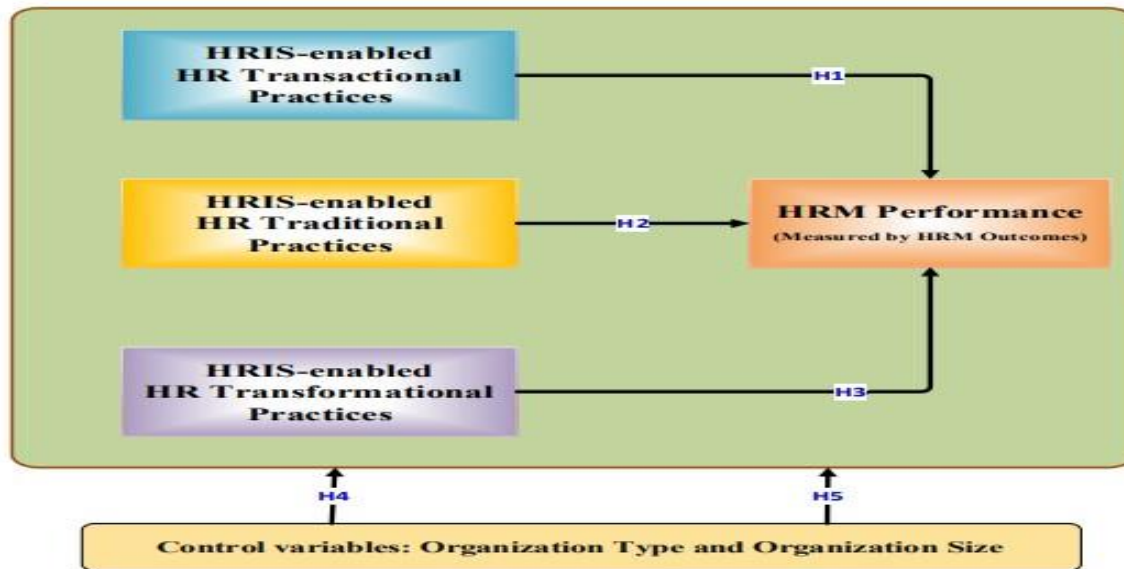 HRIS-enabled
HR Transactional
Practices
H1
HRIS-enabled
HR Traditional
Practices
H2
HRM Performance
(Measured by HRM Outcomes)
HRIS-enabled
HR Transformational
Practices
H3
H4
H5
Control variables: Organization Type and Organization Size